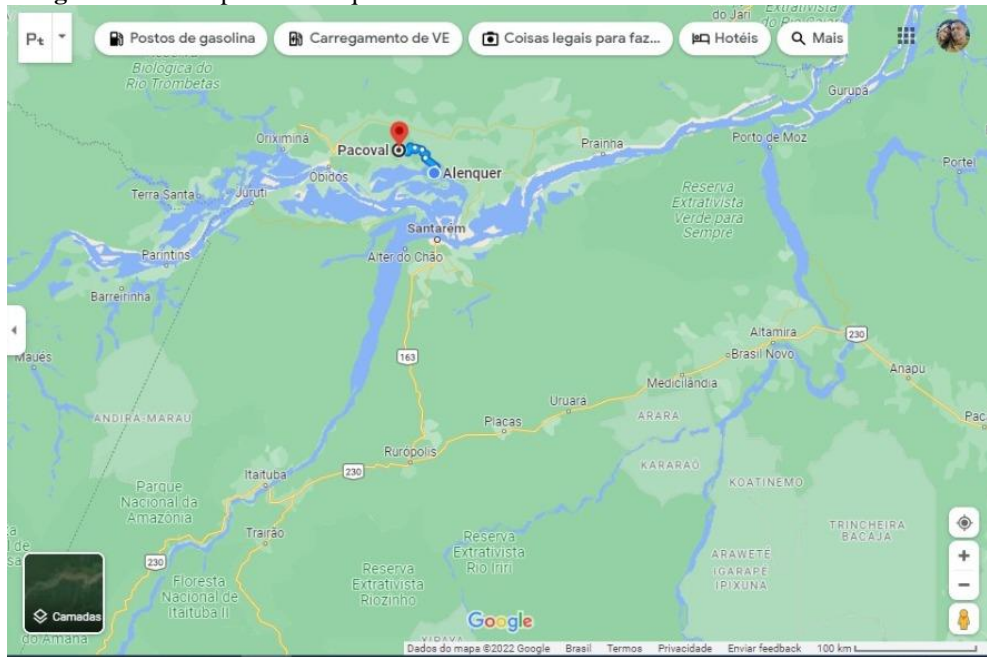 do Jari
Extrativista
Pt
Postos de gasolina
Carregamento de VE
Coisas legais para faz...
Hotéis
Mais
Biológica do
Rio Trombetas
Gurupá
Oriximiná
Pacoval
Óbidos
Alenquer
Prainha
Porto de Moz
Portel
Terra Santa
Juruti
Reserva
Extrativista
Verde para
Sempre
Santarém
Alter do Chão
Parintins
Barreirinha
Maués
163
Altamira
230
Brasil Novo
Anapu
Medicilândia
Uruará
ANDIRÁ-MARAU
ARARA
Placas
Pac
Rurópolis
KARARAÔ
Itaituba
230
KOATINEMO
Parque
Nacional da
Amazônia
TRINCHEIRA
BACAJA
Trairão
Reserva
Extrativista
Rio Iriri
ARAWETÉ
IGARAPÉ
IPIXUNA
230
Floresta
Nacional de
Itaituba II
Reserva
Extrativista
Riozinho
Camadas
Google
do Amana
Dados do mapa ©2022 Google Brasil Termos Privacidade Enviar feedback 100 km